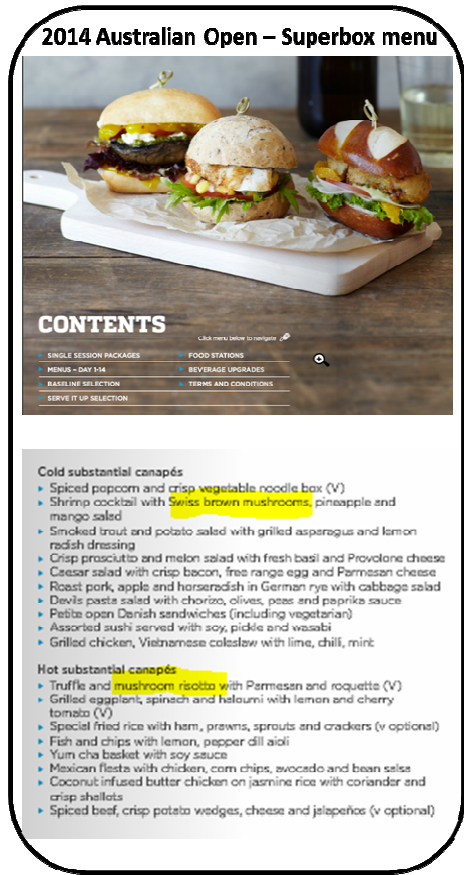 2014 Australian Open – Superbox menu
CONTENTS
Click menu below to navigate
SINGLE SESSION PACKAGES
MENUS – DAY 1-14
BASELINE SELECTION
SERVE IT UP SELECTION
FOOD STATIONS
BEVERAGE UPGRADES
TERMS AND CONDITIONS
Cold substantial canapés
Spiced popcorn and crisp vegetable noodle box (V)
Shrimp cocktail with Swiss brown mushrooms, pineapple and
mango salad
Smoked trout and potato salad with grilled asparagus and lemon
radish dressing
Crisp prosciutto and melon salad with fresh basil and Provolone cheese
Caesar salad with crisp bacon, free range egg and Parmesan cheese
Roast pork, apple and horseradish in German rye with cabbage salad
Devils pasta salad with chorizo, olives, peas and paprika sauce
Petite open Danish sandwiches (including vegetarian)
Assorted sushi served with soy, pickle and wasabi
Grilled chicken, Vietnamese coleslaw with lime, chilli, mint
Hot substantial canapés
Truffle and mushroom risotto with Parmesan and roquette (V)
Grilled eggplant, spinach and haloumi with lemon and cherry
tomato (V)
Special fried rice with ham, prawns, sprouts and crackers (v optional)
Fish and chips with lemon, pepper dill aioli
Yum cha basket with soy sauce
Mexican fiesta with chicken, corn chips, avocado and bean salsa
Coconut infused butter chicken on jasmine rice with coriander and
crisp shallots
Spiced beef, crisp potato wedges, cheese and jalapeños (v optional)